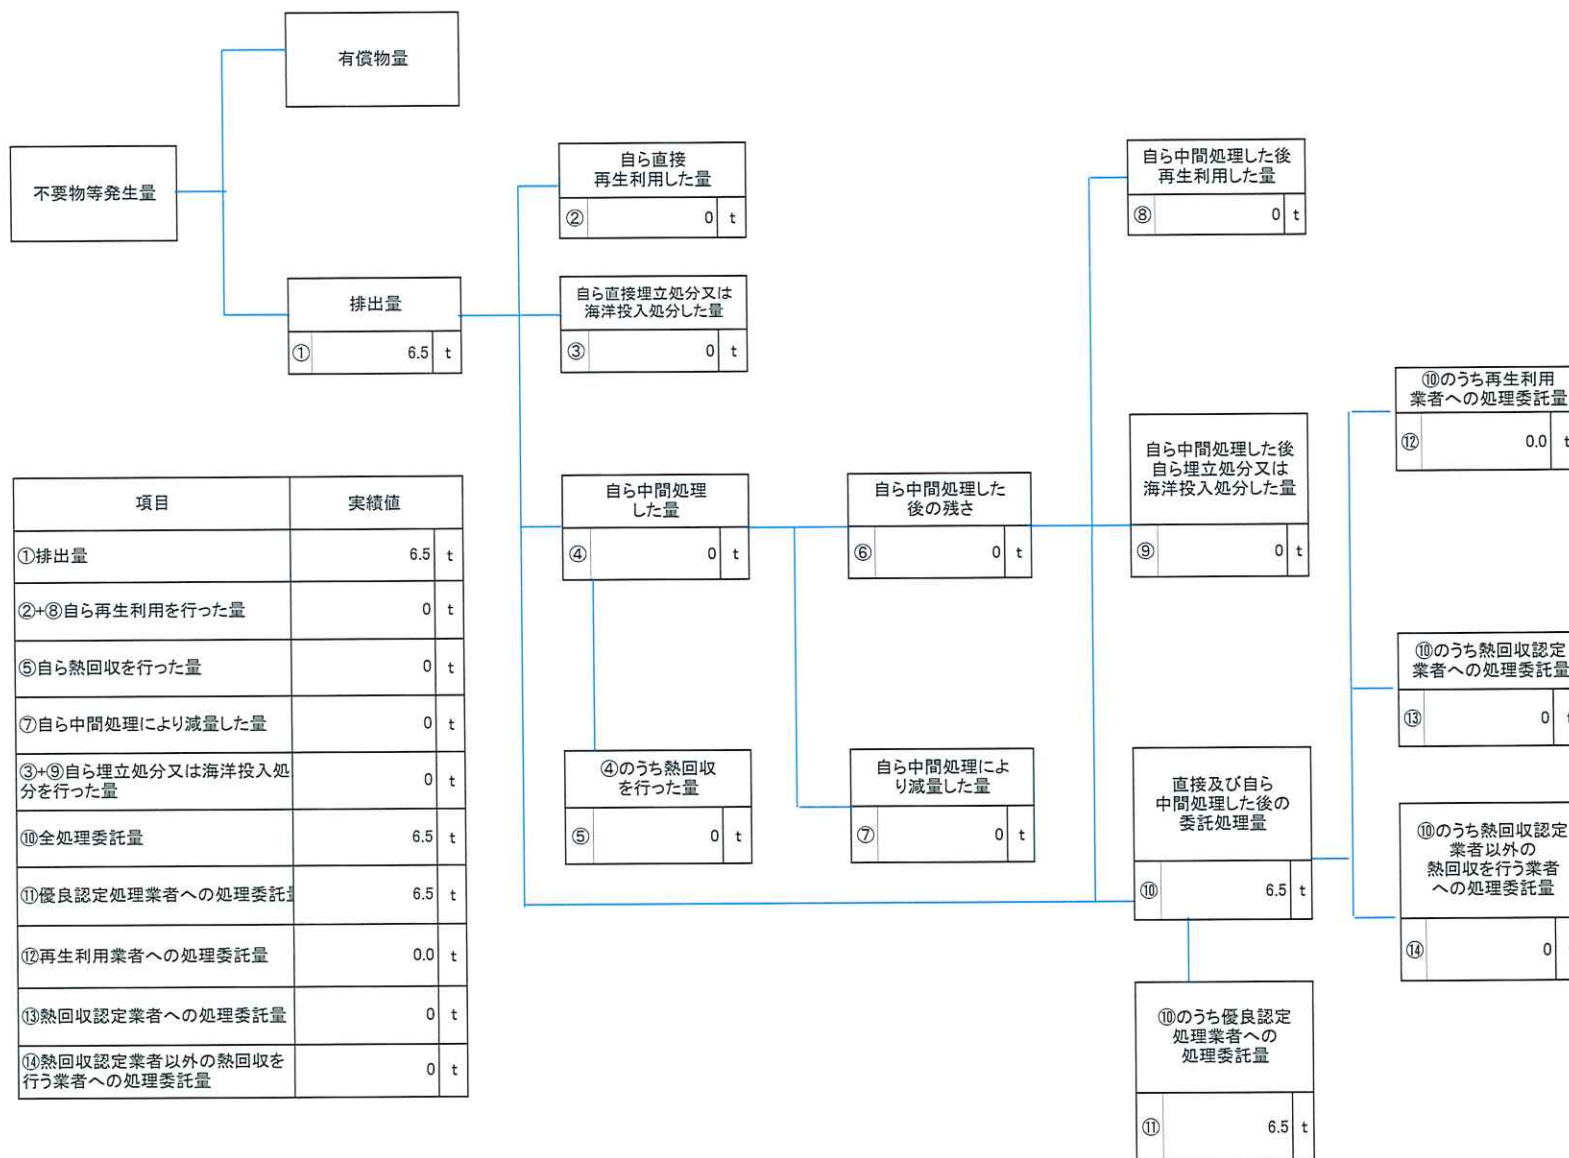 有償物量
不要物等発生量
排出量
① 6.5 t
自ら直接
再生利用した量
② 0 t
自ら直接埋立処分又は
海洋投入処分した量
③ 0 t
自ら中間処理
した量
④ 0 t
④のうち熱回収
を行った量
⑤ 0 t
自ら中間処理した
後の残さ
⑥ 0 t
自ら中間処理によ
り減量した量
⑦ 0 t
自ら中間処理した後
再生利用した量
⑧ 0 t
自ら中間処理した後
自ら埋立処分又は
海洋投入処分した量
⑨ 0 t
直接及び自ら
中間処理した後の
委託処理量
⑩ 6.5 t
⑩のうち優良認定
処理業者への
処理委託量
⑪ 6.5 t
⑩のうち再生利用
業者への処理委託量
⑫ 0.0 t
⑩のうち熱回収認定
業者への処理委託量
⑬ 0
⑩のうち熱回収認定
業者以外の
熱回収を行う業者
への処理委託量
⑭ 0
項目 実績値
①排出量 6.5 t
②+⑧自ら再生利用を行った量 0 t
⑤自ら熱回収を行った量 0 t
⑦自ら中間処理により減量した量 0 t
③+⑨自ら埋立処分又は海洋投入処
分を行った量 0 t
⑩全処理委託量 6.5 t
⑪優良認定処理業者への処理委託 6.5 t
⑫再生利用業者への処理委託量 0.0 t
⑬熱回収認定業者への処理委託量 0 t
⑭熱回収認定業者以外の熱回収を
行う業者への処理委託量 0 t